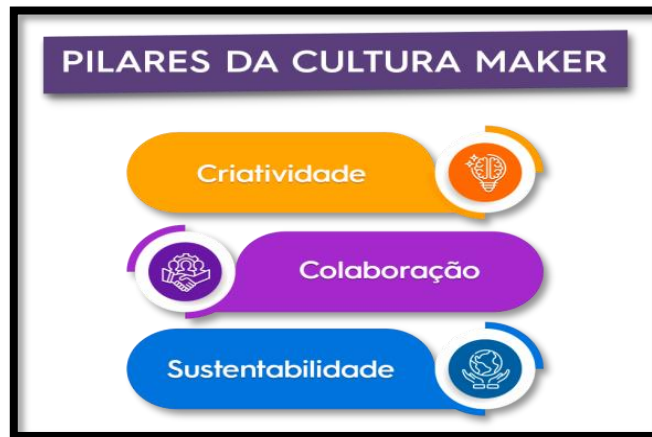 PILARES DA CULTURA MAKER
Criatividade
Colaboração
Sustentabilidade